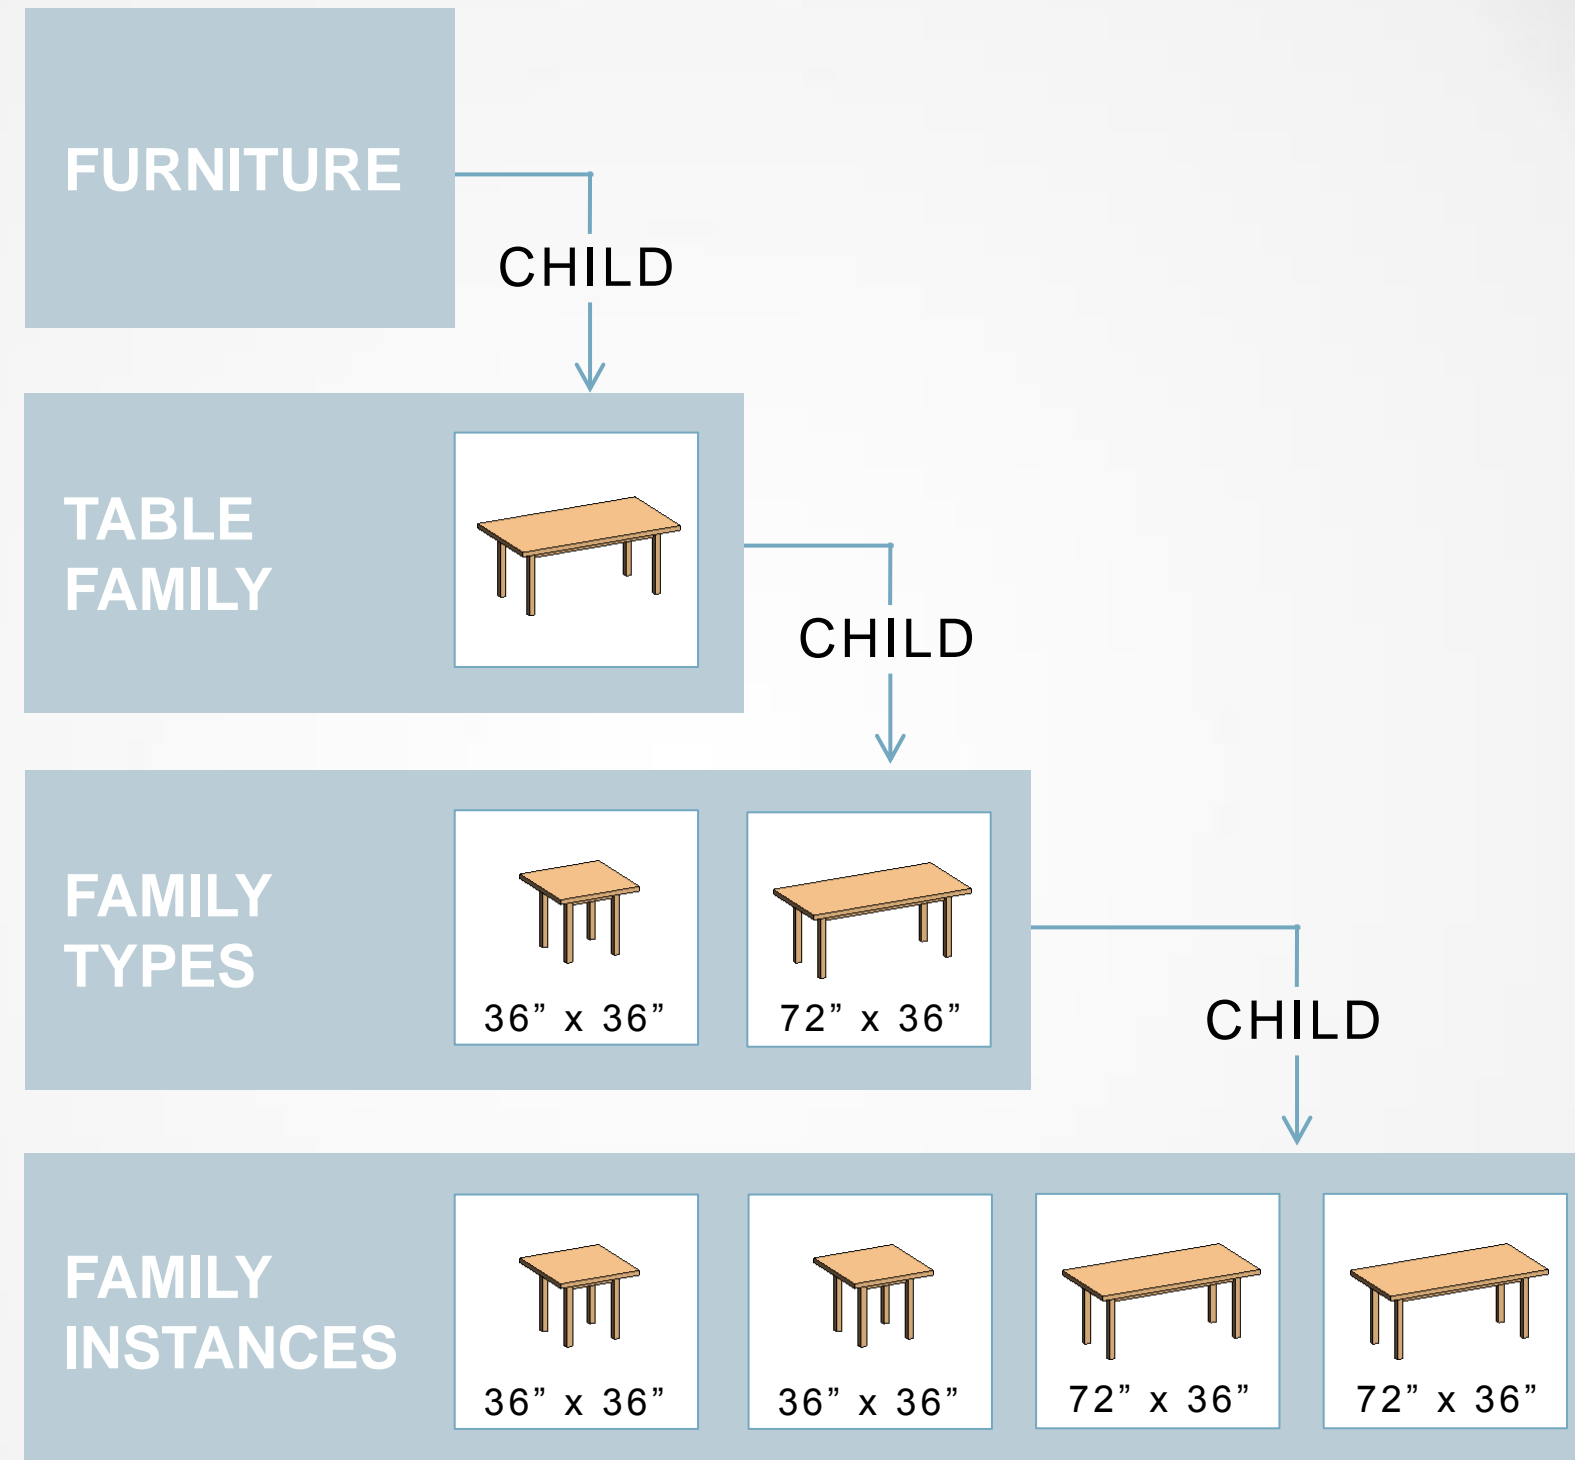 FURNITURE
CHILD
TABLE
FAMILY
CHILD
FAMILY
TYPES
36” x 36”
72” x 36”
CHILD
FAMILY
INSTANCES
36” x 36”
36” x 36”
72” x 36”
72” x 36”